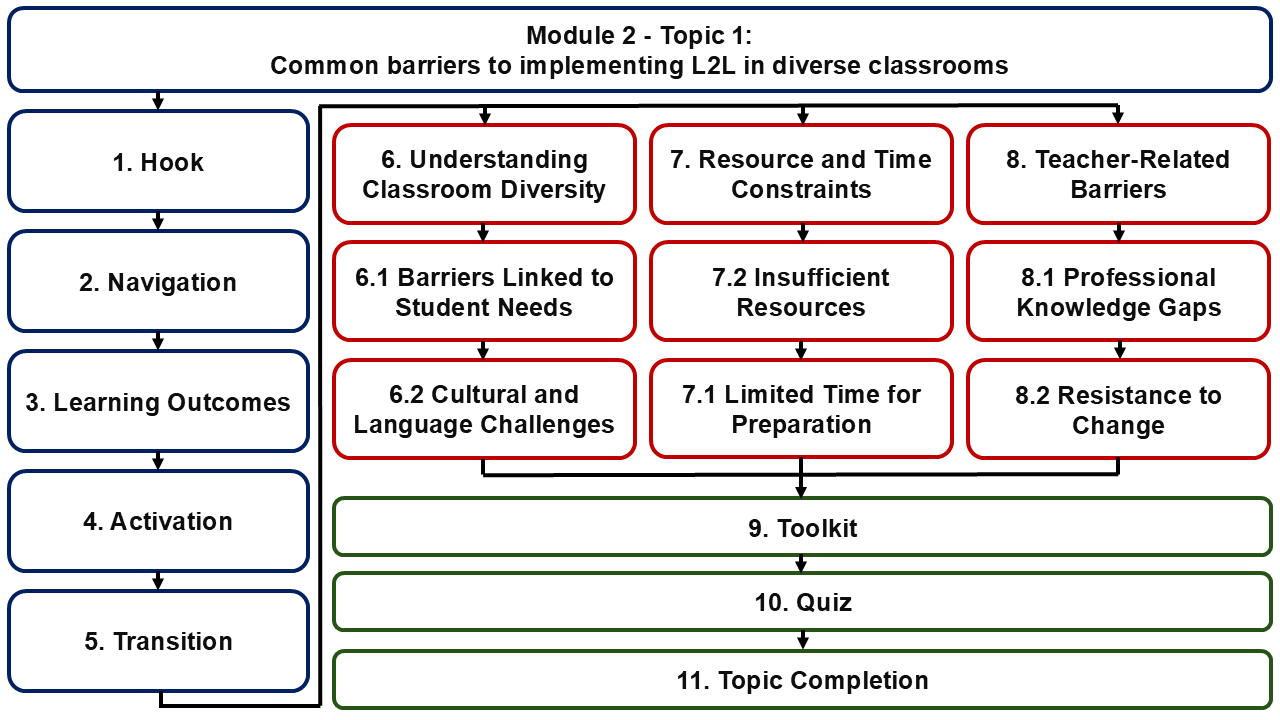 Module 2 - Topic 1:
Common barriers to implementing L2L in diverse classrooms
1. Hook
2. Navigation
3. Learning Outcomes
4. Activation
5. Transition
6. Understanding
Classroom Diversity
6.1 Barriers Linked to
Student Needs
6.2 Cultural and
Language Challenges
7. Resource and Time
Constraints
7.2 Insufficient
Resources
7.1 Limited Time for
Preparation
8. Teacher-Related
Barriers
8.1 Professional
Knowledge Gaps
8.2 Resistance to
Change
9. Toolkit
10. Quiz
11. Topic Completion